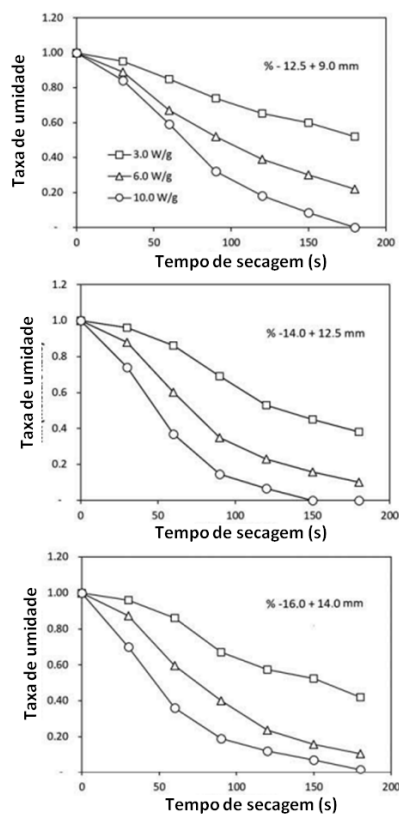 1.20
1.00
0.80
0.60
0.40
0.20
-
Taxa de umidade
% - 12.5 + 9.0 mm
3.0 W/g
6.0 W/g
10.0 W/g
0 50 100 150 200
Tempo de secagem (s)
1.2
1.0
0.8
0.6
0.4
0.2
-
Taxa de umidade
% -14.0 + 12.5 mm
0 50 100 150 200
Tempo de secagem (s)
1.20
1.00
0.80
0.60
0.40
0.20
-
Taxa de umidade
% -16.0 + 14.0 mm
0 50 100 150 200
Tempo de secagem (s)